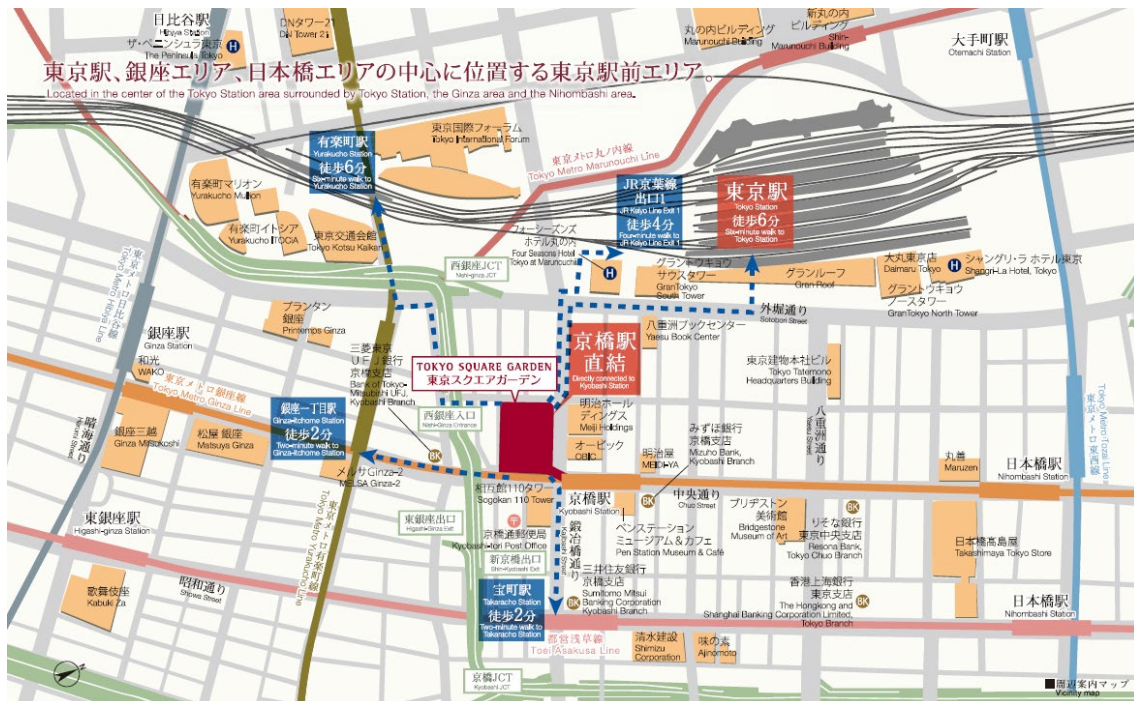 日比谷駅
Hibiya Station
ザ・ペニンシュラ東京
The Peninsula Tokyo
H
DNタワー21
DN Tower 21
丸の内ビルディング
Marunouchi Building
新丸の内
ビルディング
Shin-
Marunouchi Building
大手町駅
Otemachi Station
東京駅、銀座エリア、日本橋エリアの中心に位置する東京駅前エリア。
Located in the center of the Tokyo Station area surrounded by Tokyo Station, the Ginza area and the Nihombashi area.
有楽町駅
Yurakucho Station
徒歩6分
Six-minute walk to
Yurakucho Station
東京国際フォーラム
Tokyo International Forum
東京メトロ丸ノ内線
Tokyo Metro Marunouchi Line
JR京葉線
出口1
JR Keiyo Line Exit 1
徒歩4分
Four-minute walk to
JR Keiyo Line Exit 1
東京駅
Tokyo Station
徒歩6分
Six-minute walk to
Tokyo Station
有楽町マリオン
Yurakucho Mullion
有楽町イトシア
Yurakucho ITOCiA
東京交通会館
Tokyo Kotsu Kaikan
フォーシーズンズ
ホテル丸の内
Four Seasons Hotel
Tokyo at Marunouchi
H
西銀座JCT
Nishi-ginza JCT
グラントウキョウ
サウスタワー
GranTokyo
South Tower
グランルーフ
Gran Roof
大丸東京店
Daimaru Tokyo
H
シャングリ・ラ ホテル東京
Shangri-La Hotel, Tokyo
グラントウキョウ
ノースタワー
GranTokyo North Tower
外堀通り
Sotobori Street
東京メトロ日比谷線
Tokyo Metro Hibiya Line
プランタン
銀座
Printemps Ginza
銀座駅
Ginza Station
和光
WAKO
三菱東京
UFJ銀行
京橋支店
Bank of Tokyo-
Mitsubishi UFJ,
Kyobashi Branch
TOKYO SQUARE GARDEN
東京スクエアガーデン
京橋駅
直結
Directly connected to
Kyobashi Station
八重洲ブックセンター
Yaesu Book Center
東京建物本社ビル
Tokyo Tatemono
Headquarters Building
東京メトロ銀座線
Tokyo Metro Ginza Line
銀座一丁目駅
Ginza-itchome Station
徒歩2分
Two-minute walk to
Ginza-itchome Station
西銀座入口
Nishi-Ginza Entrance
明治ホール
ディングス
Meiji Holdings
オービック
OBIC
明治屋
MEIDI-YA
みずほ銀行
京橋支店
Mizuho Bank,
Kyobashi Branch
八重洲通り
Yaesu Street
Tokyo Metro Tozai Line
東京メトロ東西線
晴海通り
Harumi Street
銀座三越
Ginza Mitsukoshi
松屋 銀座
Matsuya Ginza
BK
メルサGinza-2
MELSA Ginza-2
丸善
Maruzen
日本橋駅
Nihombashi Station
東京メトロ有楽町線
Tokyo Metro Yurakucho Line
相互館110タワー
Sogokan 110 Tower
京橋駅
Kyobashi Station
BK
中央通り
Chuo Street
ブリヂストン
美術館
Bridgestone
Museum of Art
BK
りそな銀行
東京中央支店
Resona Bank,
Tokyo Chuo Branch
東銀座駅
Higashi-ginza Station
東銀座出口
Higashi-Ginza Exit
〒
京橋通郵便局
Kyobashi-tori Post Office
鍛冶橋通り
Kajibashi Street
ペンステーション
ミュージアム&カフェ
Pen Station Museum & Café
日本橋髙島屋
Takashimaya Tokyo Store
新京橋出口
Shin-Kyobashi Exit
昭和通り
Showa Street
歌舞伎座
Kabuki Za
宝町駅
Takaracho Station
徒歩2分
Two-minute walk to
Takaracho Station
三井住友銀行
京橋支店
Sumitomo Mitsui
Banking Corporation
Kyobashi Branch
BK
香港上海銀行
東京支店
The Hongkong and
Shanghai Banking Corporation Limited,
Tokyo Branch
BK
日本橋駅
Nihombashi Station
都営浅草線
Toei Asakusa Line
清水建設
Shimizu
Corporation
味の素
Ajinomoto
京橋JCT
Kyobashi JCT
■周辺案内マップ
Vicinity map